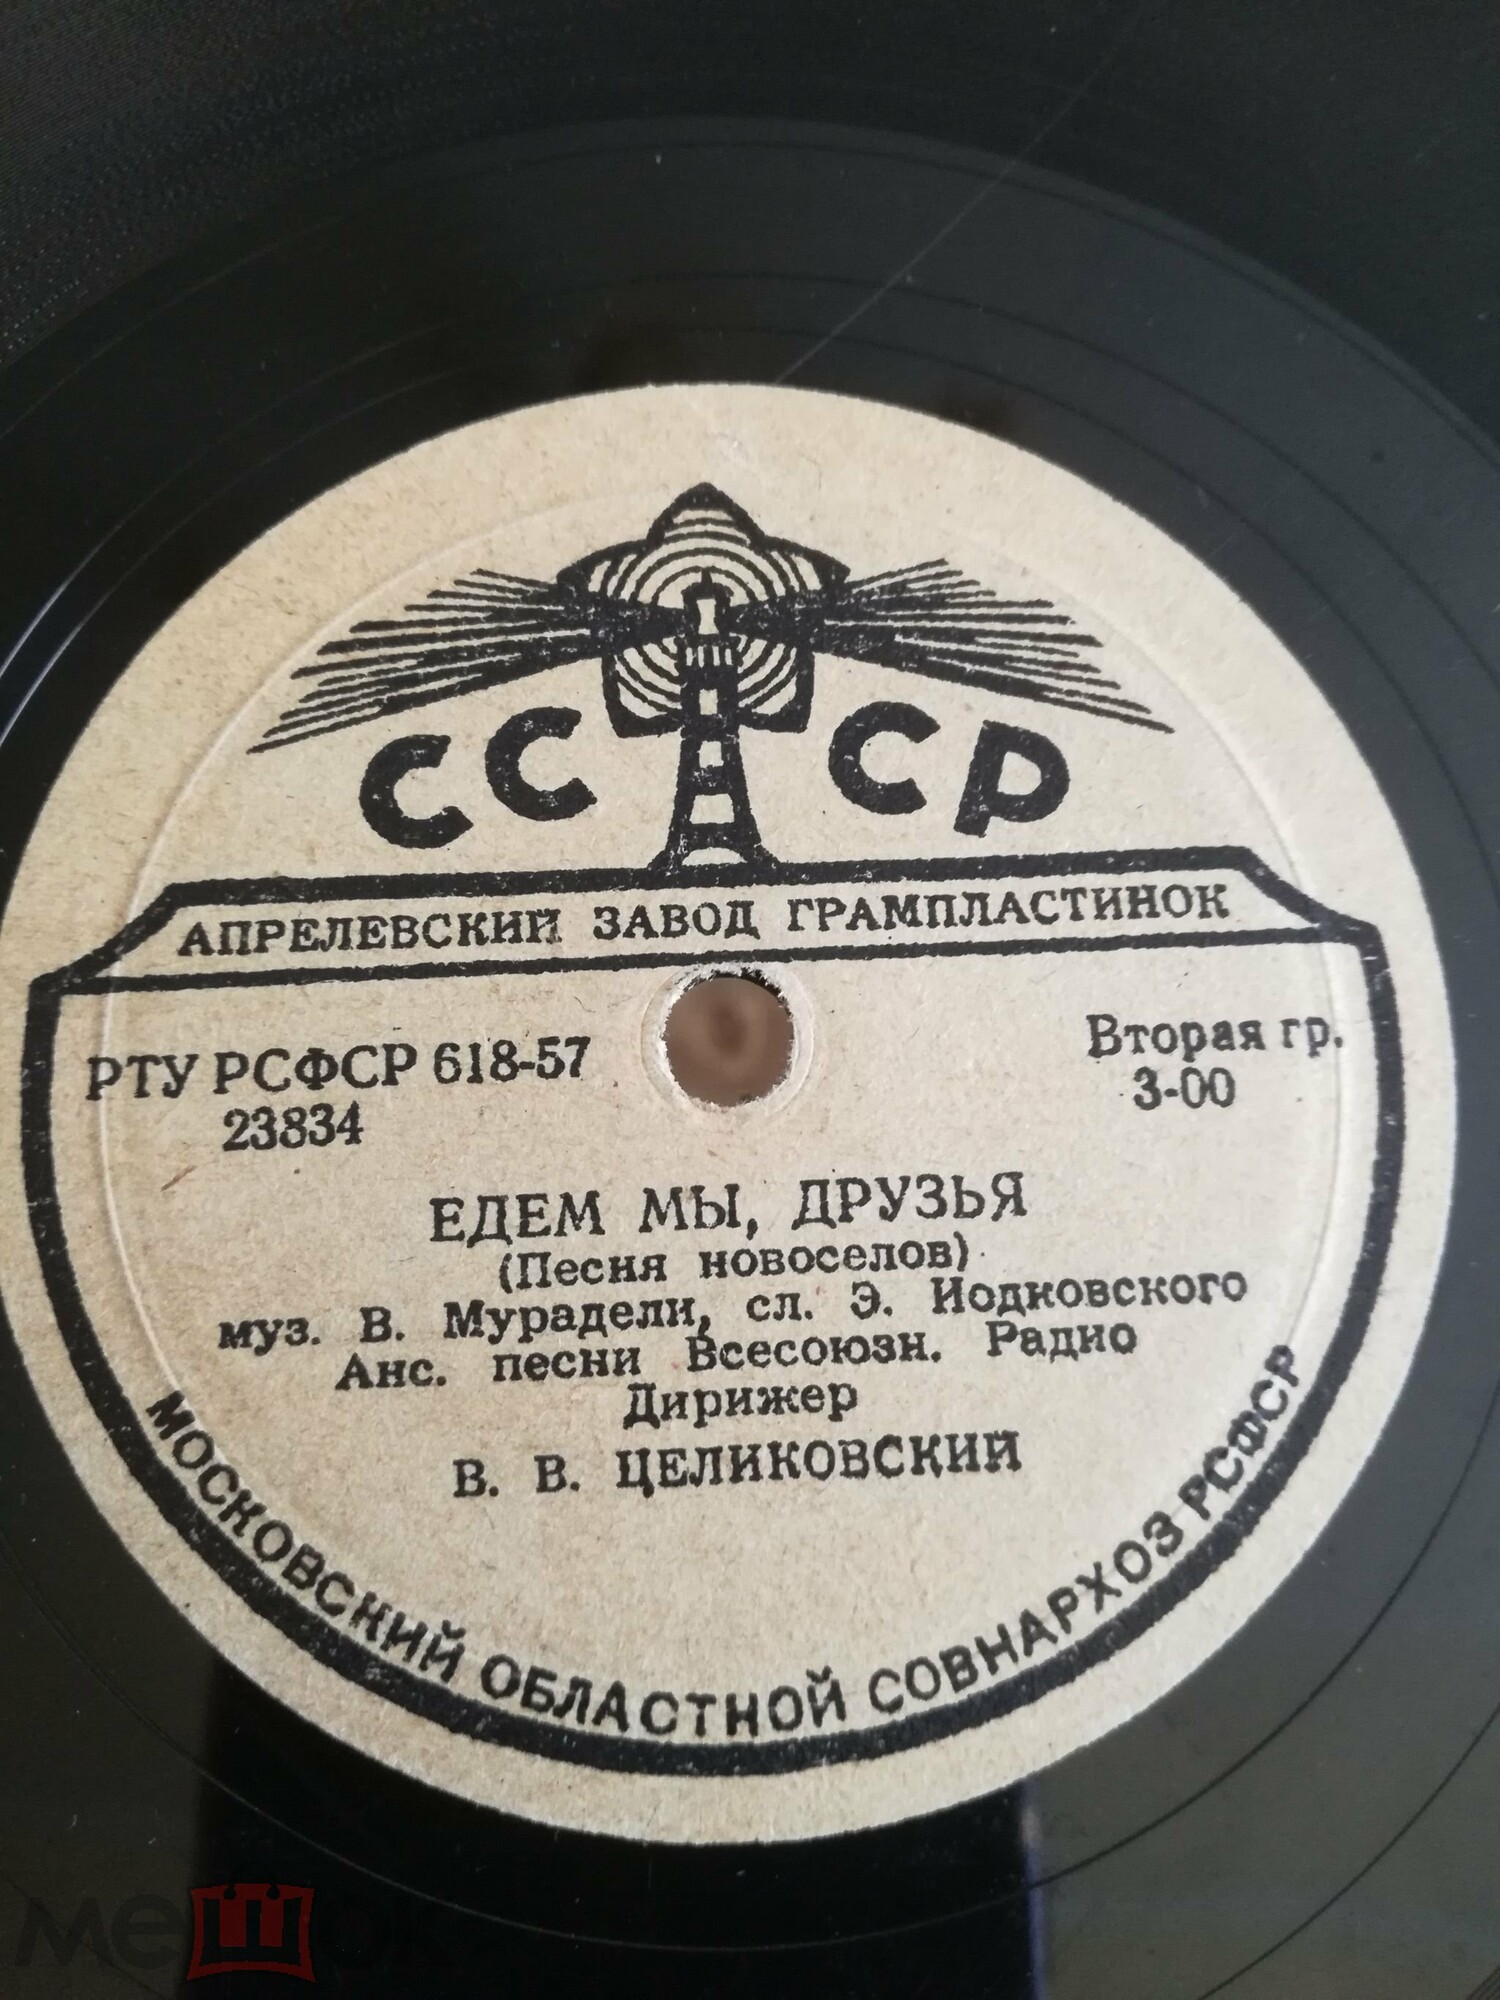 СССР
АПРЕЛЕВСКИЙ ЗАВОД ГРАМПЛАСТИНОК
РТУ РСФСР 618-57
23834
Вторая гр.
3-00
ЕДЕМ МЫ, ДРУЗЬЯ
(Песня новоселов)
муз. В. Мурадели, сл. Э. Иодковского
Анс. песни Всесоюзн. Радио
Дирижер
В. В. ЦЕЛИКОВСКИЙ
МОСКОВСКИЙ ОБЛАСТНОЙ СОВНАРХОЗ РСФСР
мешок